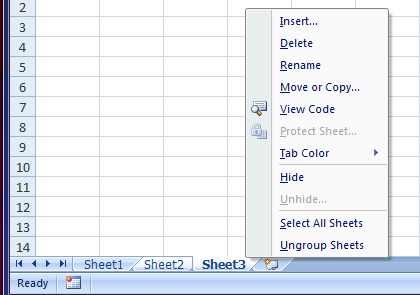 2
3
4
5
6
7
8
9
10
11
12
13
14
Insert...
Delete
Rename
Move or Copy...
View Code
Protect Sheet...
Tab Color
Hide
Unhide...
Select All Sheets
Ungroup Sheets
Sheet1 Sheet2 Sheet3
Ready